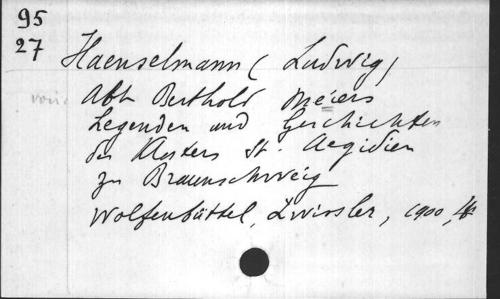 95
27
Haenselmann (Ludwig)
Abt Berthold Meiers
Legenden und Geschichten
des Klosters St. Aegidien
zu Braunschweig
Wolfenbüttel, Zwissler, 1900, 4°